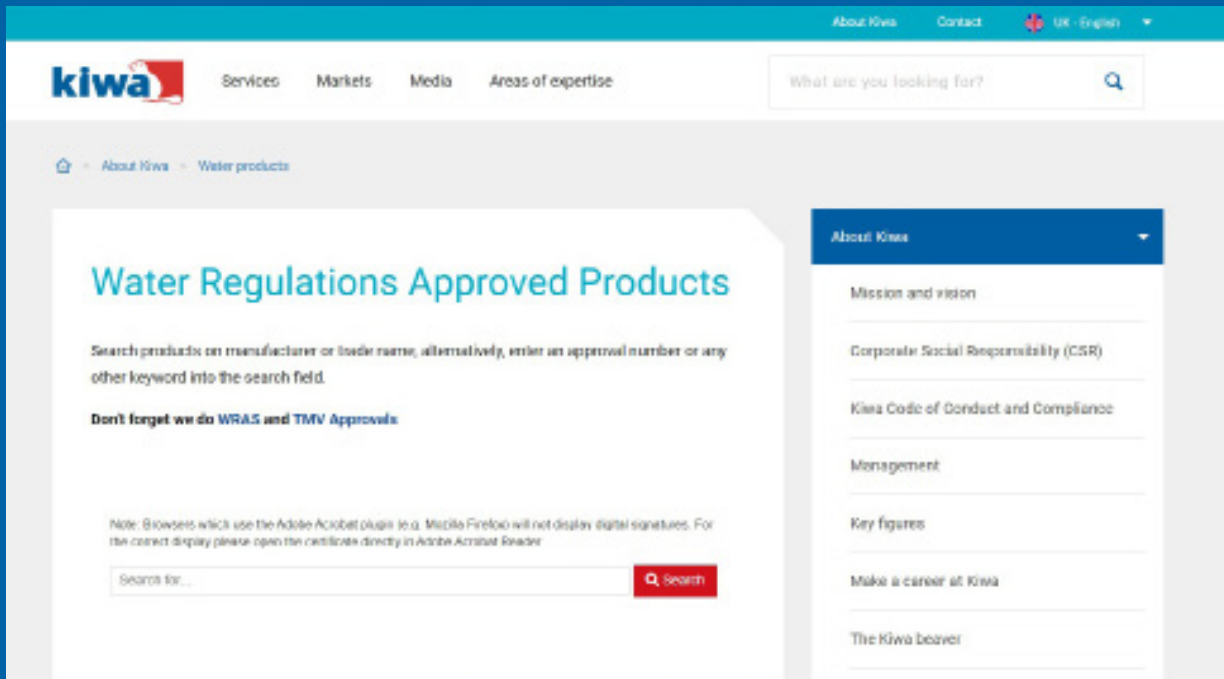 About Kiwa Contact UK - English
kiwa Services Markets Media Areas of expertise What are you looking for?
About Kiwa Water products
About Kiwa
Water Regulations Approved Products
Search products on manufacturer or trade name, alternatively, enter an approval number or any
other keyword into the search field.
Don't forget we do WRAS and TMV Approvals
Note: Browsers which use the Adobe Acrobat plugin (e.g. Mozilla Firefox) will not display digital signatures. For
the correct display please open the certificate directly in Adobe Acrobat Reader
Search for... Search
Mission and vision
Corporate Social Responsibility (CSR)
Kiwa Code of Conduct and Compliance
Management
Key figures
Make a career at Kiwa
The Kiwa beaver